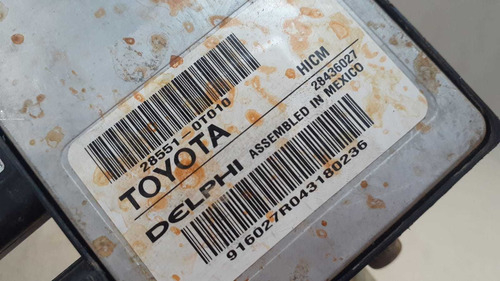 28551-0T010
HICM
28436027
TOYOTA
DELPHI ASSEMBLED IN MEXICO
916027R043180236